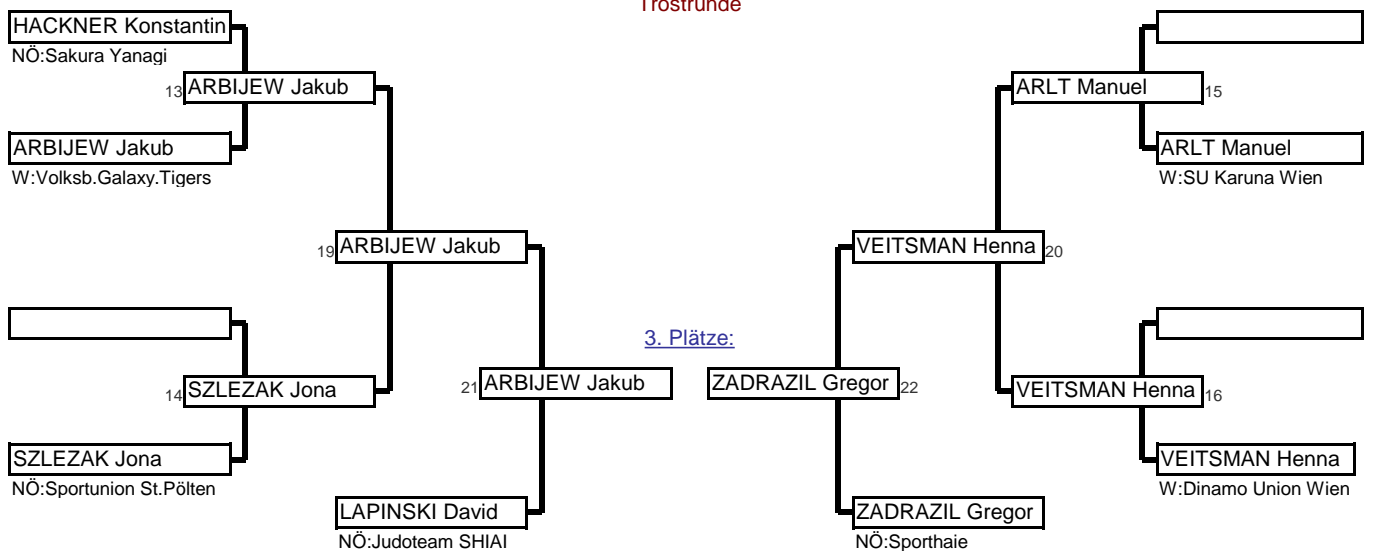 Trostrunde
HACKNER Konstantin
NÖ:Sakura Yanagi
13 ARBIJEW Jakub
ARLT Manuel 15
ARBIJEW Jakub
W:Volksb.Galaxy.Tigers
ARLT Manuel
W:SU Karuna Wien
19 ARBIJEW Jakub
VEITSMAN Henna 20
3. Plätze:
14 SZLEZAK Jona
21 ARBIJEW Jakub
ZADRAZIL Gregor 22
VEITSMAN Henna 16
SZLEZAK Jona
NÖ:Sportunion St.Pölten
VEITSMAN Henna
W:Dinamo Union Wien
LAPINSKI David
NÖ:Judoteam SHIAI
ZADRAZIL Gregor
NÖ:Sporthaie